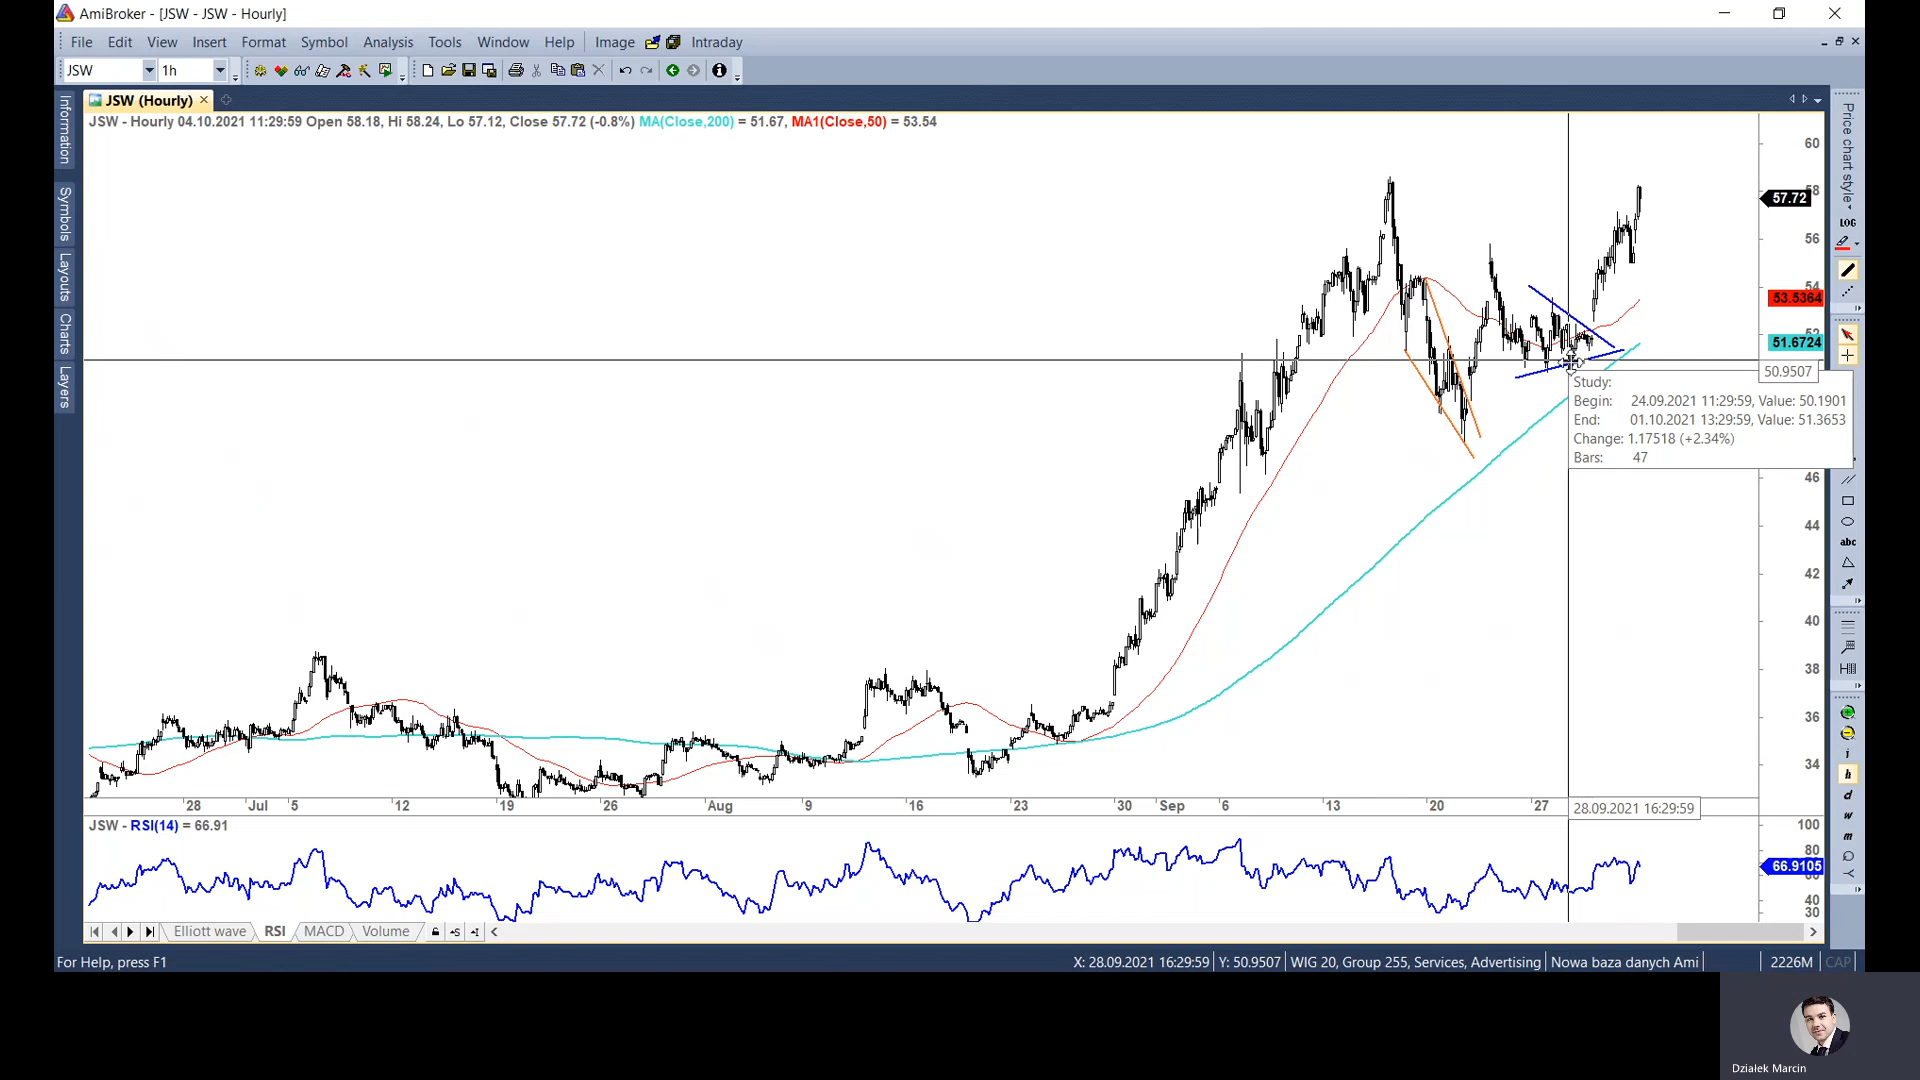 AmiBroker - [JSW - JSW - Hourly]
File Edit View Insert Format Symbol Analysis Tools Window Help Image Intraday
JSW 1h
JSW (Hourly)
JSW - Hourly 04.10.2021 11:29:59 Open 58.18, Hi 58.24, Lo 57.12, Close 57.72 (-0.8%) MA(Close,200) = 51.67, MA1(Close,50) = 53.54
Information
Symbols
Layouts
Charts
Layers
Price chart style
LOG
abc
i
h
d
w
m
60
58
57.72
56
54
53.5364
52
51.6724
50.9507
46
44
42
40
38
36
34
Study:
Begin: 24.09.2021 11:29:59, Value: 50.1901
End: 01.10.2021 13:29:59, Value: 51.3653
Change: 1.17518 (+2.34%)
Bars: 47
28 Jul 5 12 19 26 Aug 9 16 23 30 Sep 6 13 20 27 28.09.2021 16:29:59
JSW - RSI(14) = 66.91
100
80
66.9105
60
40
30
Elliott wave RSI MACD Volume
For Help, press F1 X: 28.09.2021 16:29:59 Y: 50.9507 WIG 20, Group 255, Services, Advertising Nowa baza danych Ami 2226M CAP
Działek Marcin